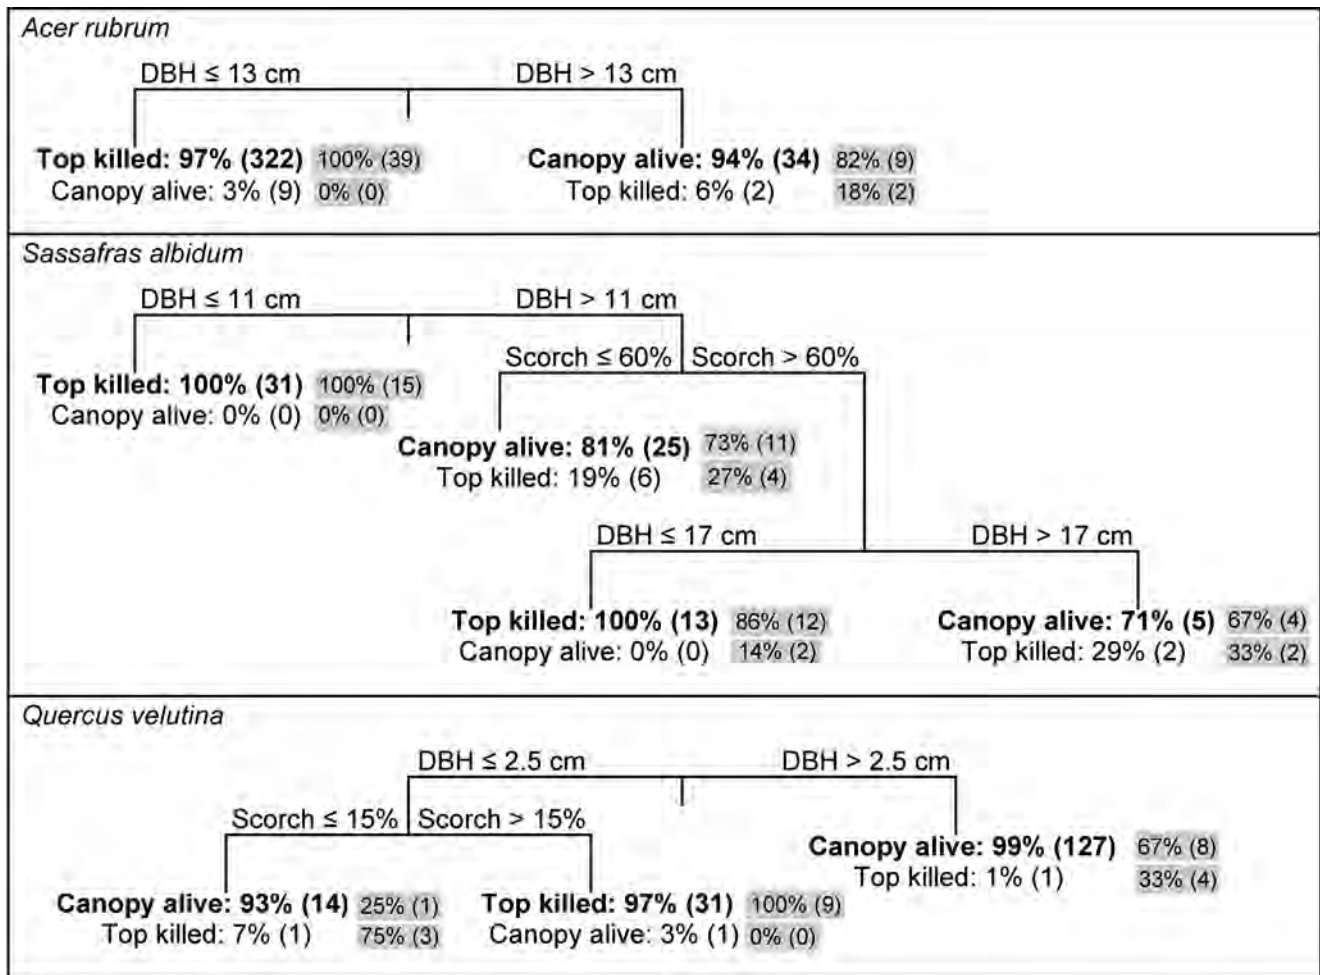 Acer rubrum
DBH ≤ 13 cm DBH > 13 cm
Top killed: 97% (322) 100% (39) Canopy alive: 94% (34) 82% (9)
Canopy alive: 3% (9) 0% (0) Top killed: 6% (2) 18% (2)
Sassafras albidum
DBH ≤ 11 cm DBH > 11 cm
Scorch ≤ 60% Scorch > 60%
Top killed: 100% (31) 100% (15)
Canopy alive: 0% (0) 0% (0)
Canopy alive: 81% (25) 73% (11)
Top killed: 19% (6) 27% (4)
DBH ≤ 17 cm DBH > 17 cm
Top killed: 100% (13) 86% (12) Canopy alive: 71% (5) 67% (4)
Canopy alive: 0% (0) 14% (2) Top killed: 29% (2) 33% (2)
Quercus velutina
DBH ≤ 2.5 cm DBH > 2.5 cm
Scorch ≤ 15% Scorch > 15%
Canopy alive: 99% (127) 67% (8)
Top killed: 1% (1) 33% (4)
Canopy alive: 93% (14) 25% (1) Top killed: 97% (31) 100% (9)
Top killed: 7% (1) 75% (3) Canopy alive: 3% (1) 0% (0)